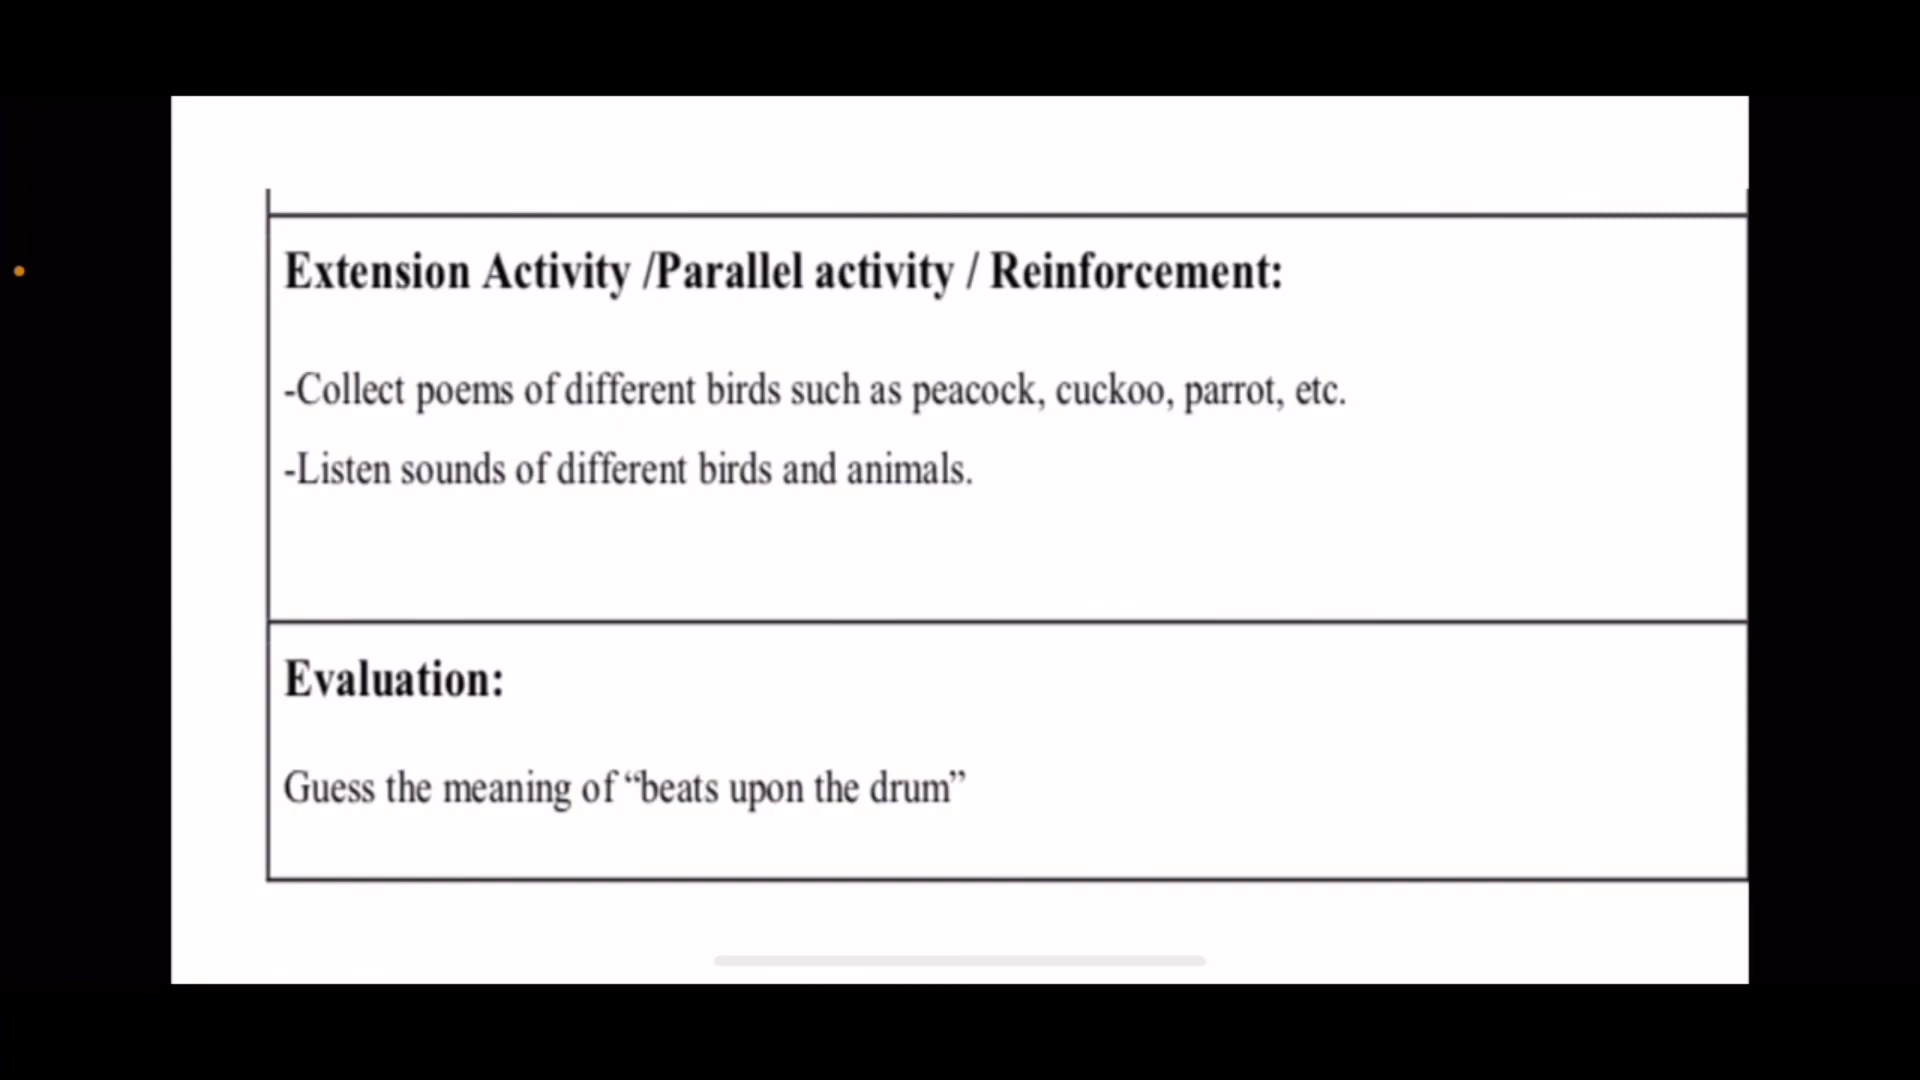 Extension Activity /Parallel activity / Reinforcement:
-Collect poems of different birds such as peacock, cuckoo, parrot, etc.
-Listen sounds of different birds and animals.
Evaluation:
Guess the meaning of “beats upon the drum”